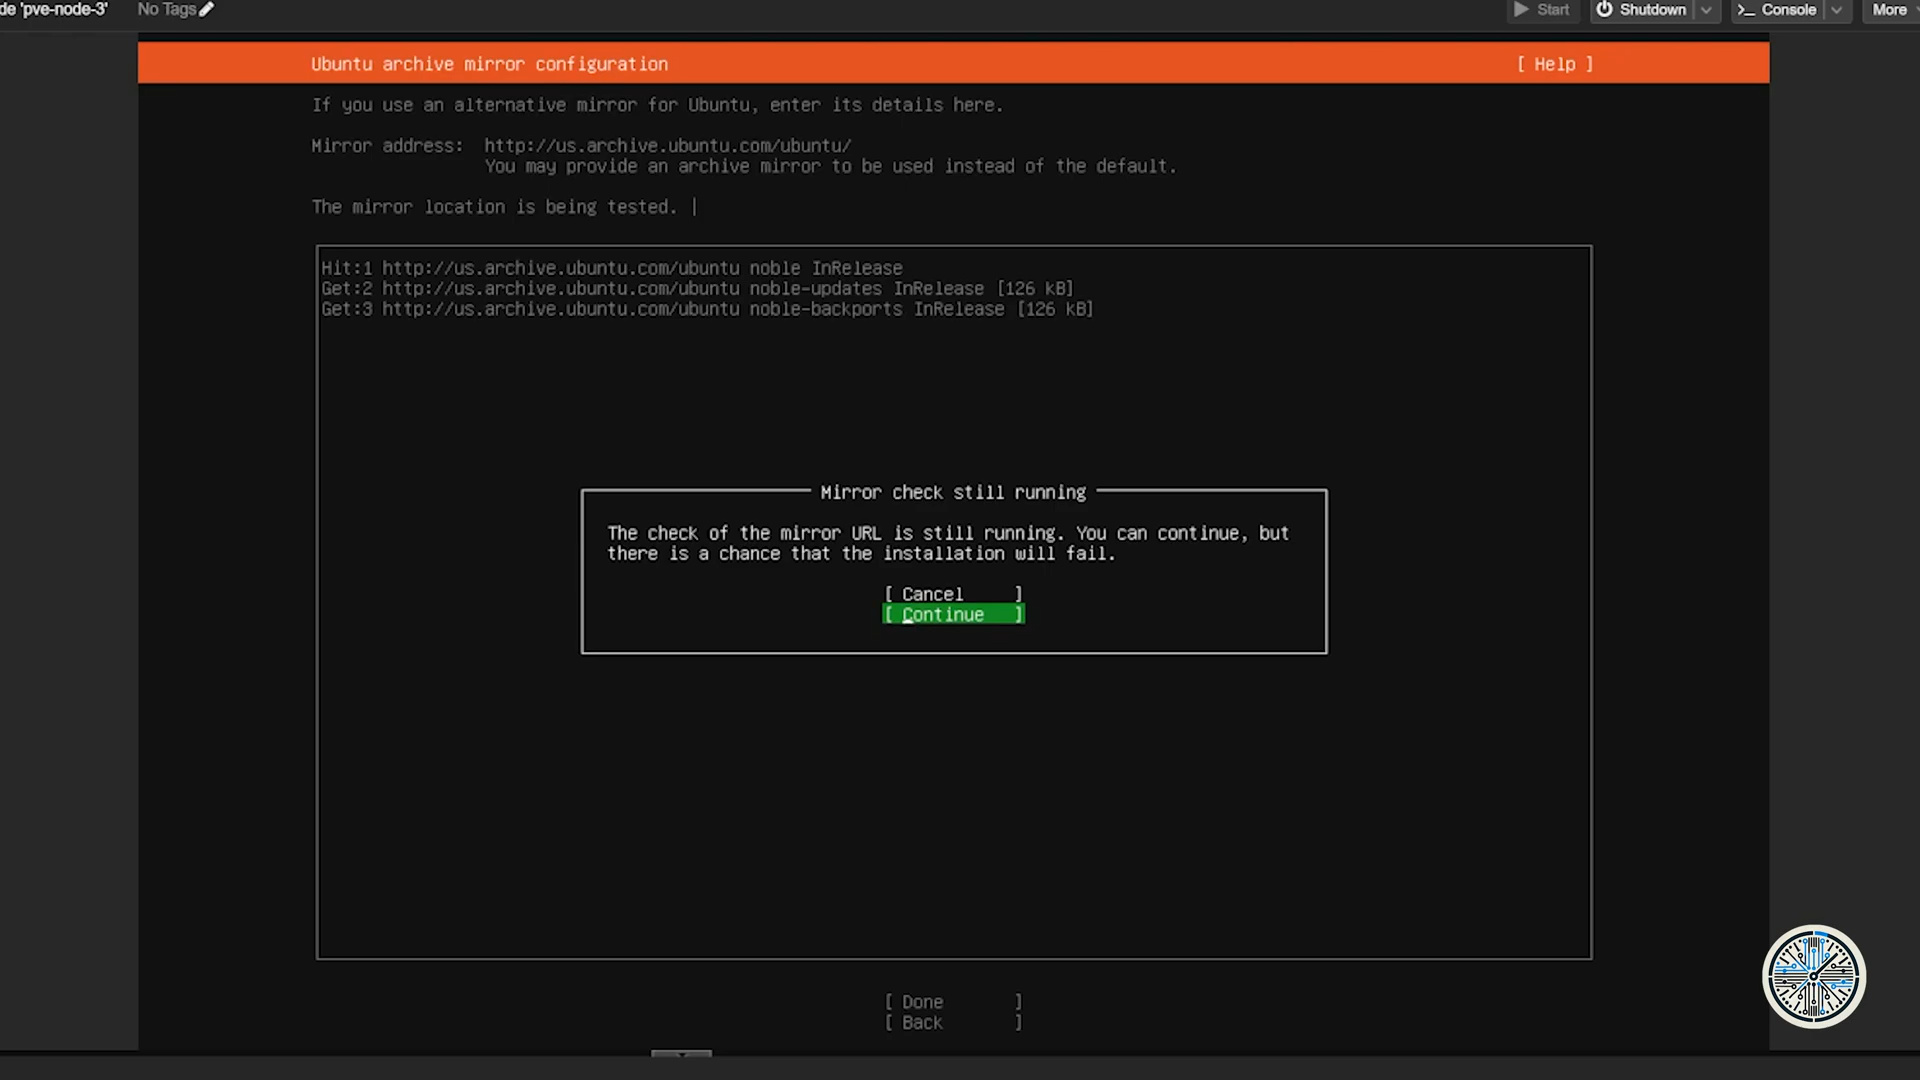 de 'pve-node-3' No Tags Start Shutdown Console More
Ubuntu archive mirror configuration [ Help ]
If you use an alternative mirror for Ubuntu, enter its details here.
Mirror address: http://us.archive.ubuntu.com/ubuntu/
You may provide an archive mirror to be used instead of the default.
The mirror location is being tested. |
Hit:1 http://us.archive.ubuntu.com/ubuntu noble InRelease
Get:2 http://us.archive.ubuntu.com/ubuntu noble-updates InRelease [126 kB]
Get:3 http://us.archive.ubuntu.com/ubuntu noble-backports InRelease [126 kB]
Mirror check still running
The check of the mirror URL is still running. You can continue, but
there is a chance that the installation will fail.
[ Cancel ]
[ Continue ]
[ Done ]
[ Back ]